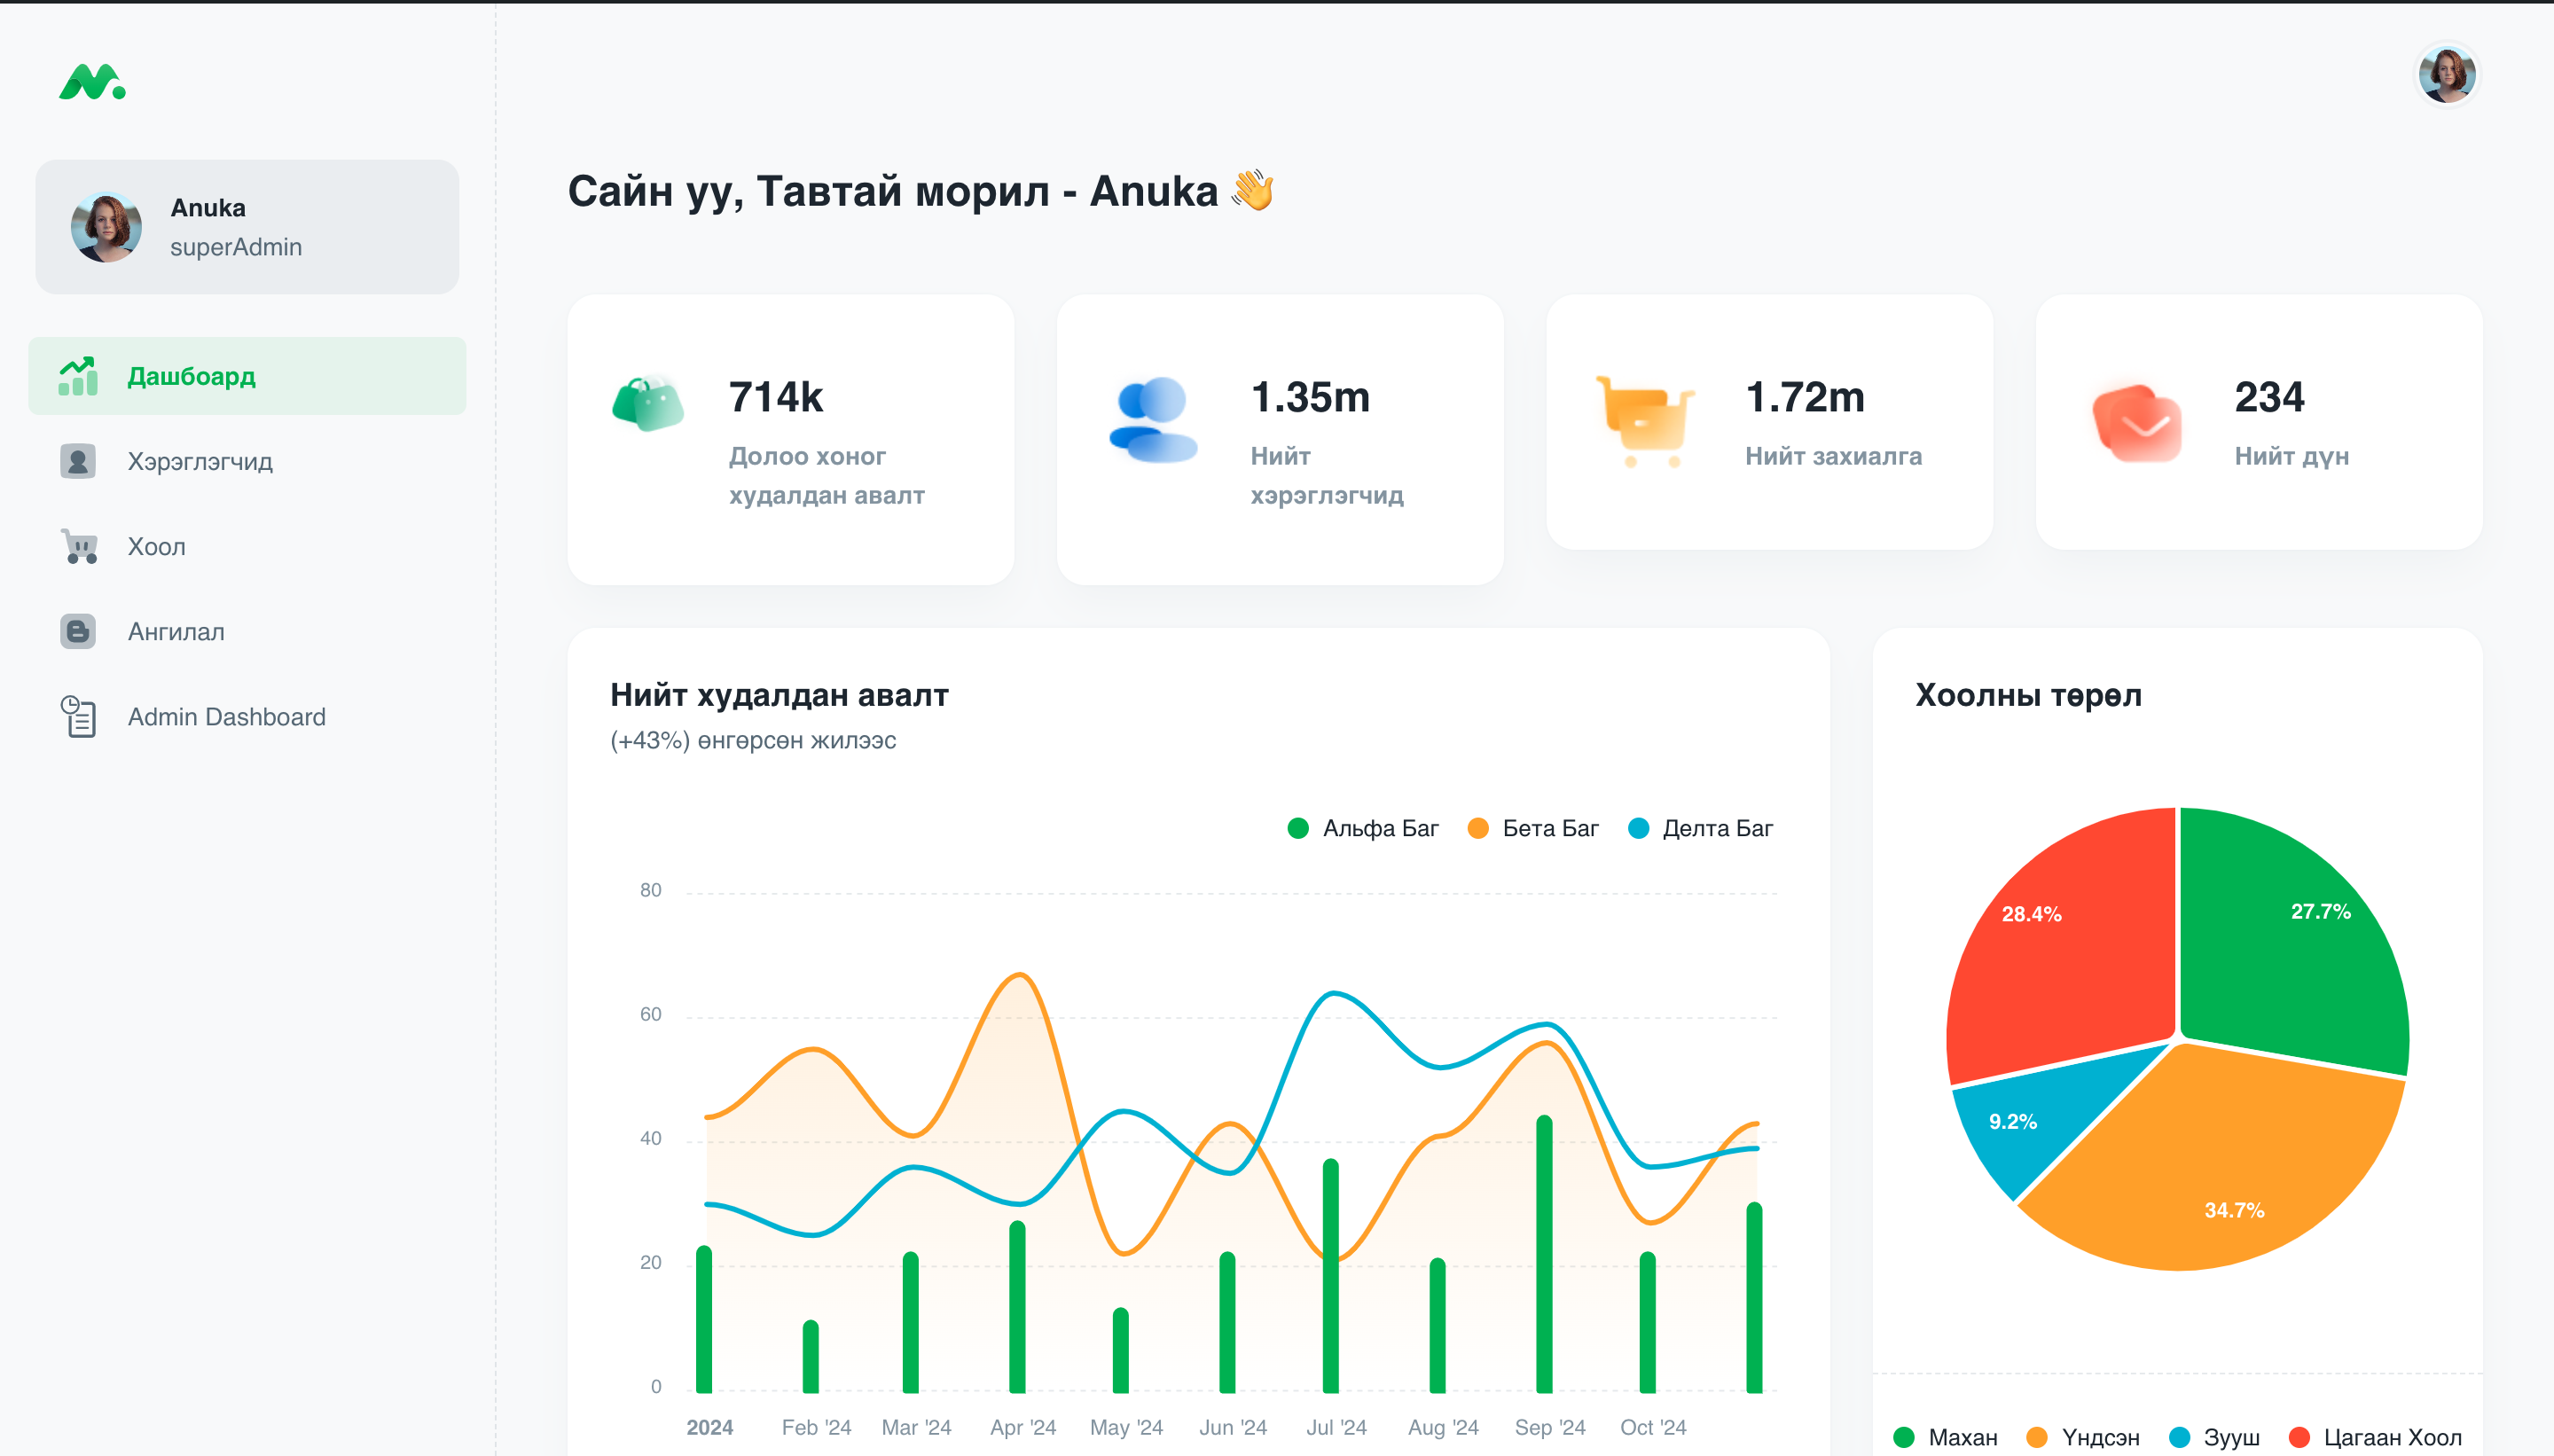 Anuka
superAdmin
Дашбоард
Хэрэглэгчид
Хоол
Ангилал
Admin Dashboard
Сайн уу, Тавтай морил - Anuka 👋
714k
Долоо хоног
худалдан авалт
1.35m
Нийт
хэрэглэгчид
1.72m
Нийт захиалга
234
Нийт дүн
Нийт худалдан авалт
(+43%) өнгөрсөн жилээс
Альфа Баг Бета Баг Делта Баг
80
60
40
20
0
2024 Feb '24 Mar '24 Apr '24 May '24 Jun '24 Jul '24 Aug '24 Sep '24 Oct '24
Хоолны төрөл
28.4%
27.7%
9.2%
34.7%
Махан Үндсэн Зууш Цагаан Хоол